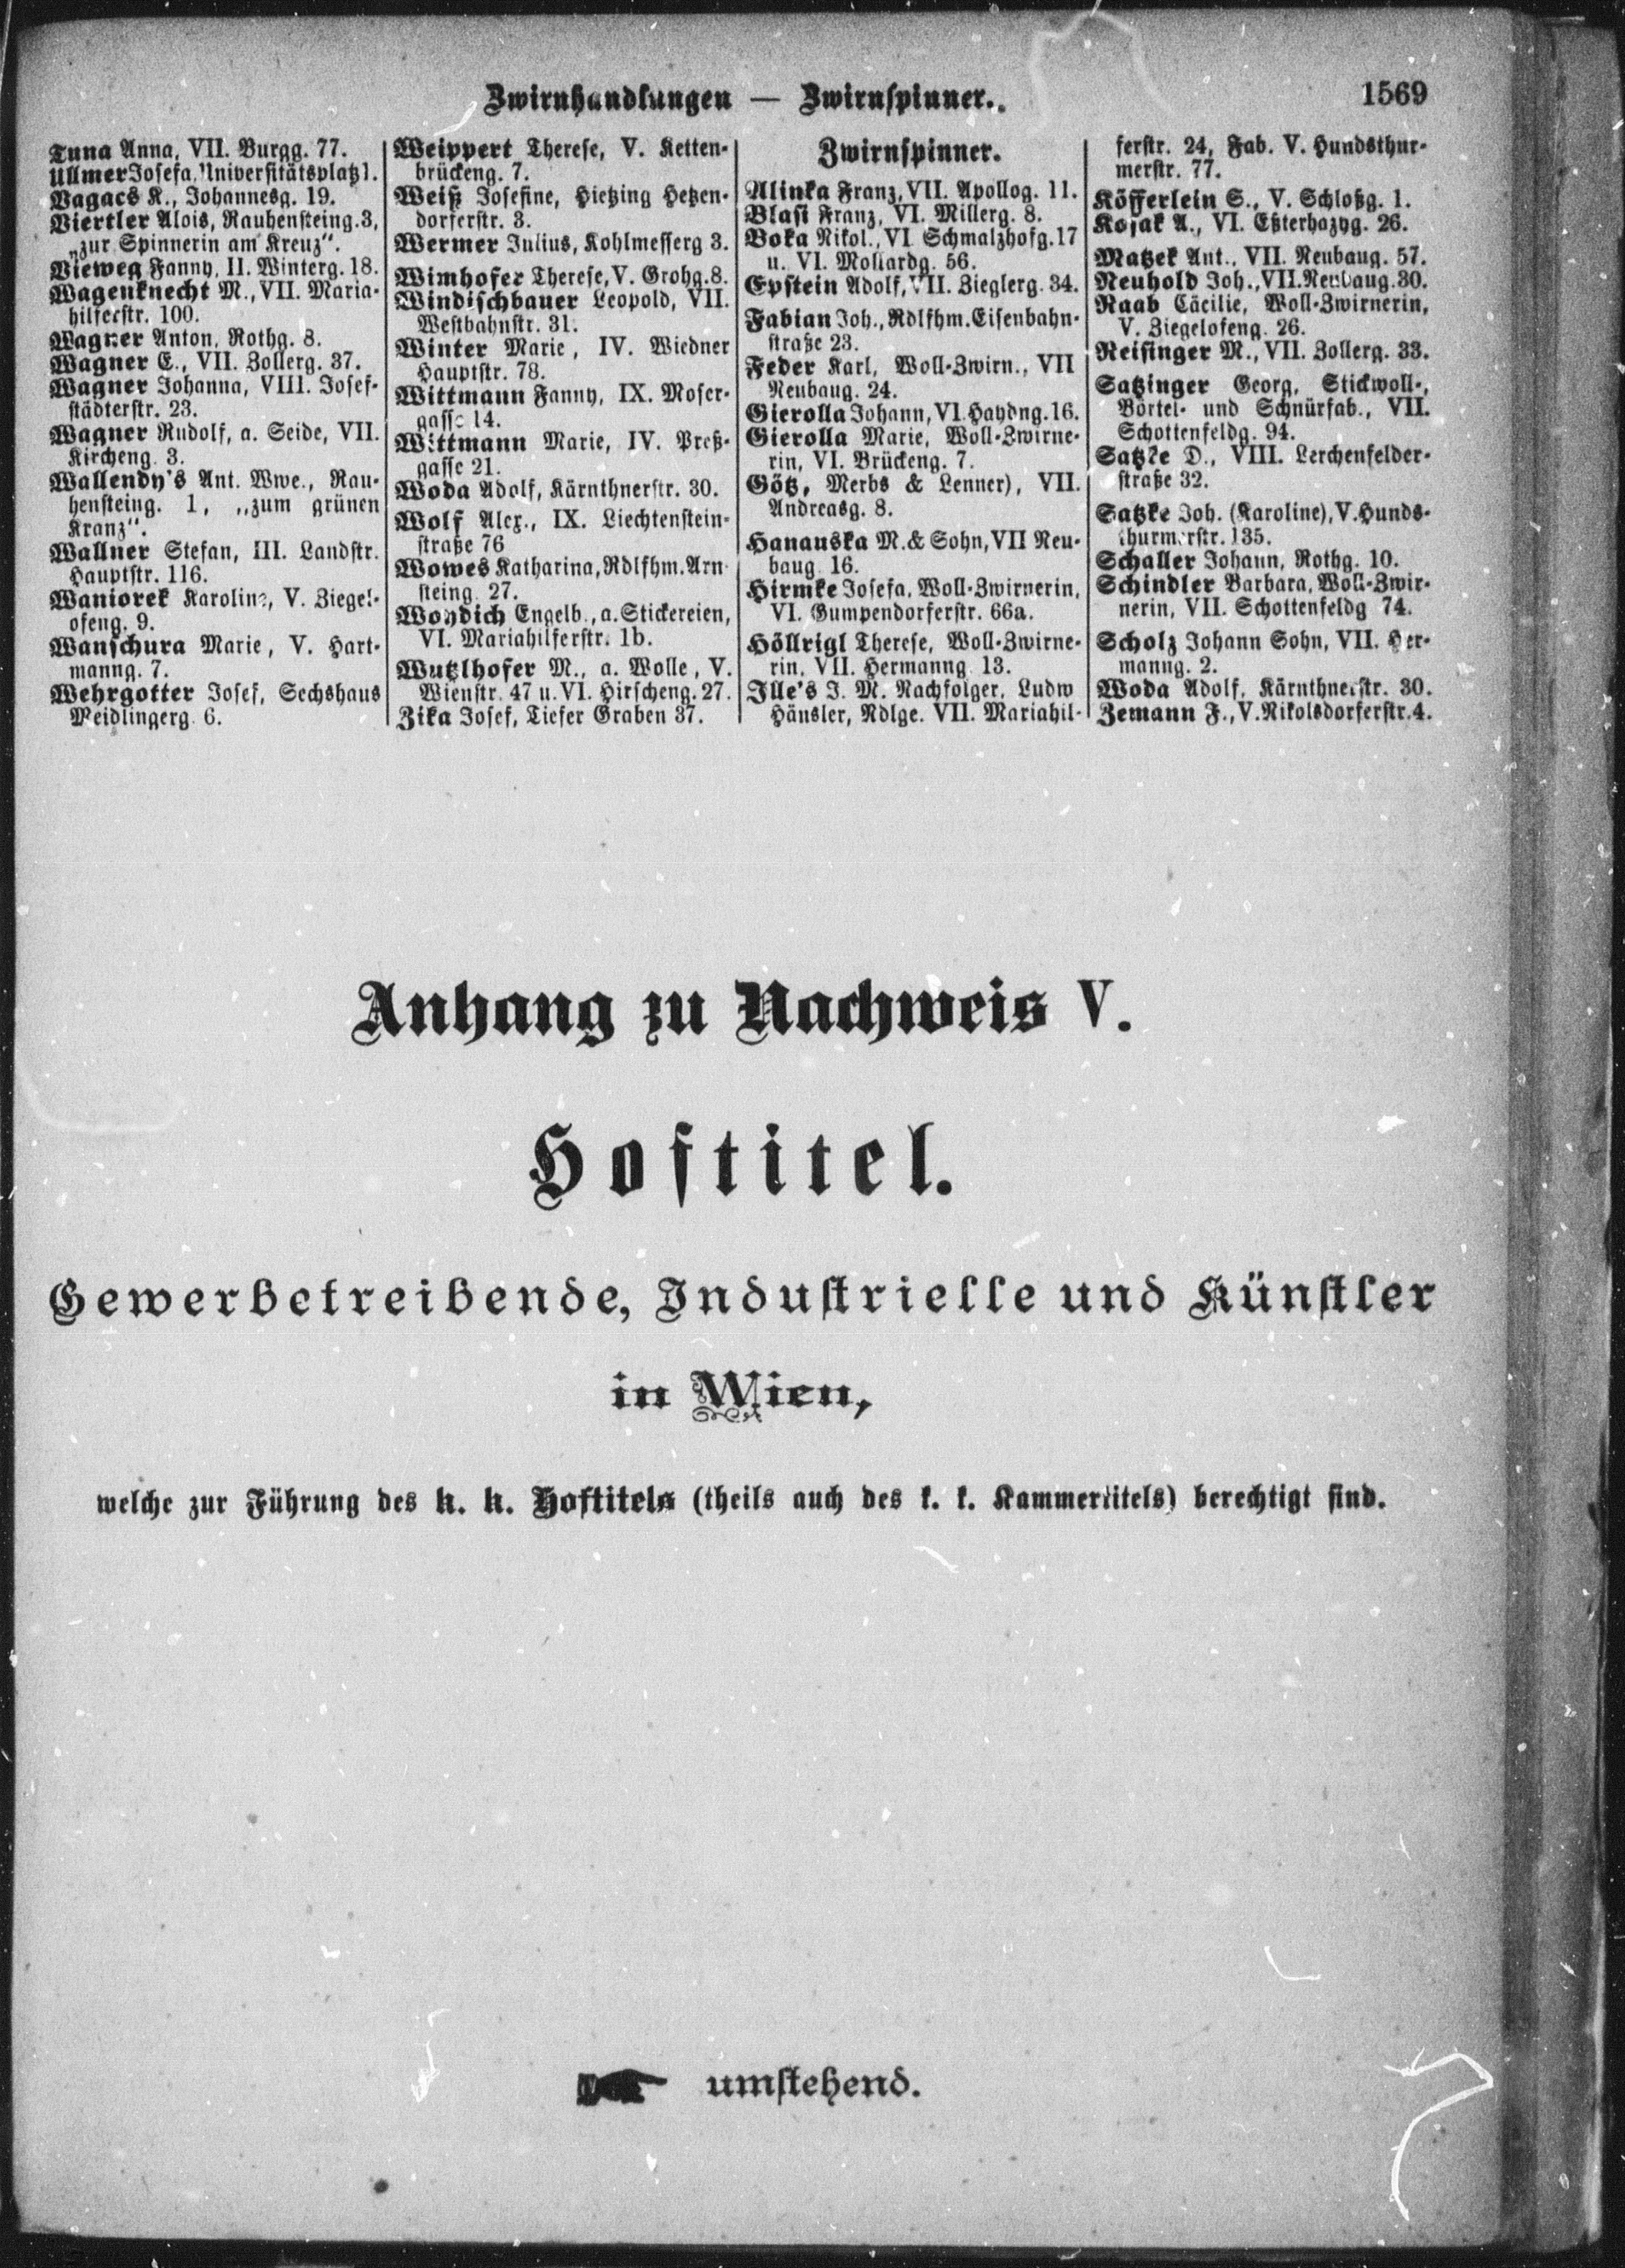 Zwirnhandlungen — Zwirnspinner.
1569
Tuna Anna, VII. Burgg. 77.
Ullmer Josefa, Universitätsplatz 1.
Vagacs K., Johannesg. 19.
Viertler Alois, Rauhensteing. 3,
„zur Spinnerin am Kreuz“.
Vieweg Fanny, II. Winterg. 18.
Wagenknecht M., VII. Maria-
hilferstr. 100.
Wagner Anton, Rothg. 8.
Wagner E., VII. Zollerg. 37.
Wagner Johanna, VIII. Josef-
städterstr. 23.
Wagner Rudolf, a. Seide, VII.
Kircheng. 3.
Wallendy's Ant. Wwe., Rau-
hensteing. 1, „zum grünen
Kranz“.
Wallner Stefan, III. Landstr.
Hauptstr. 116.
Waniorek Karoline, V. Ziegel-
ofeng. 9.
Wanschura Marie, V. Hart-
manng. 7.
Wehrgotter Josef, Sechshaus
Meidlingerg. 6.
Weippert Therese, V. Ketten-
brückeng. 7.
Weiß Josefine, Hietzing Hetzen-
dorferstr. 3.
Wermer Julius, Kohlmesserg 3.
Wimhofer Therese, V. Grohg. 8.
Windischbauer Leopold, VII.
Westbahnstr. 31.
Winter Marie, IV. Wiedner
Hauptstr. 78.
Wittmann Fanny, IX. Moser-
gasse 14.
Wittmann Marie, IV. Preß-
gasse 21.
Woda Adolf, Kärnthnerstr. 30.
Wolf Alex., IX. Liechtenstein-
straße 76
Wowes Katharina, Rdlfhm. Arn-
steing. 27.
Woydich Engelb., a. Stickereien,
VI. Mariahilferstr. 1b.
Wutzlhofer M., a. Wolle, V.
Wienstr. 47 u. VI. Hirscheng. 27.
Zika Josef, Tiefer Graben 37.
Zwirnspinner.
Alinka Franz, VII. Apollog. 11.
Blasi Franz, VI. Millerg. 8.
Boka Nikol., VI Schmalzhofg. 17
u. VI. Mollardg. 56.
Epstein Adolf, VII. Zieglerg. 34.
Fabian Joh., Rdlfhm. Eisenbahn-
straße 23.
Feder Karl, Woll-Zwirn., VII
Neubaug. 24.
Gierolla Johann, VI. Haydng. 16.
Gierolla Marie, Woll-Zwirne-
rin, VI. Brückeng. 7.
Götz, Merbs & Lenner), VII.
Andreasg. 8.
Hanauska M. & Sohn, VII Neu-
baug. 16.
Hirmke Josefa, Woll-Zwirnerin,
VI. Gumpendorferstr. 66a.
Höllrigl Therese, Woll-Zwirne-
rin, VII. Hermanng. 13.
Ille's J. M. Nachfolger, Ludw
Häusler, Ndlge. VII. Mariahil-
ferstr. 24, Fab. V. Hundsthur-
merstr. 77.
Köfferlein S., V. Schloßg. 1.
Kojak A., VI. Eßterhazyg. 26.
Matzek Ant., VII. Neubaug. 57.
Neuhold Joh., VII. Neubaug. 30.
Raab Cäcilie, Woll-Zwirnerin,
V. Ziegelofeng. 26.
Reisinger M., VII. Zollerg. 33.
Satzinger Georg, Stickwoll-,
Börtel- und Schnürfab., VII.
Schottenfeldg. 94.
Satzke D., VIII. Lerchenfelder-
straße 32.
Satzke Joh. (Karoline), V. Hunds-
thurmerstr. 135.
Schaller Johann, Rothg. 10.
Schindler Barbara, Woll-Zwir-
nerin, VII. Schottenfeldg 74.
Scholz Johann Sohn, VII. Her-
manng. 2.
Woda Adolf, Kärnthnerstr. 30.
Zemann F., V. Nikolsdorferstr. 4.
Anhang zu Nachweis V.
Hoftitel.
Gewerbetreibende, Industrielle und Künstler
in Wien,
welche zur Führung des k. k. Hoftitels (theils auch des k. k. Kammertitels) berechtigt sind.
umstehend.